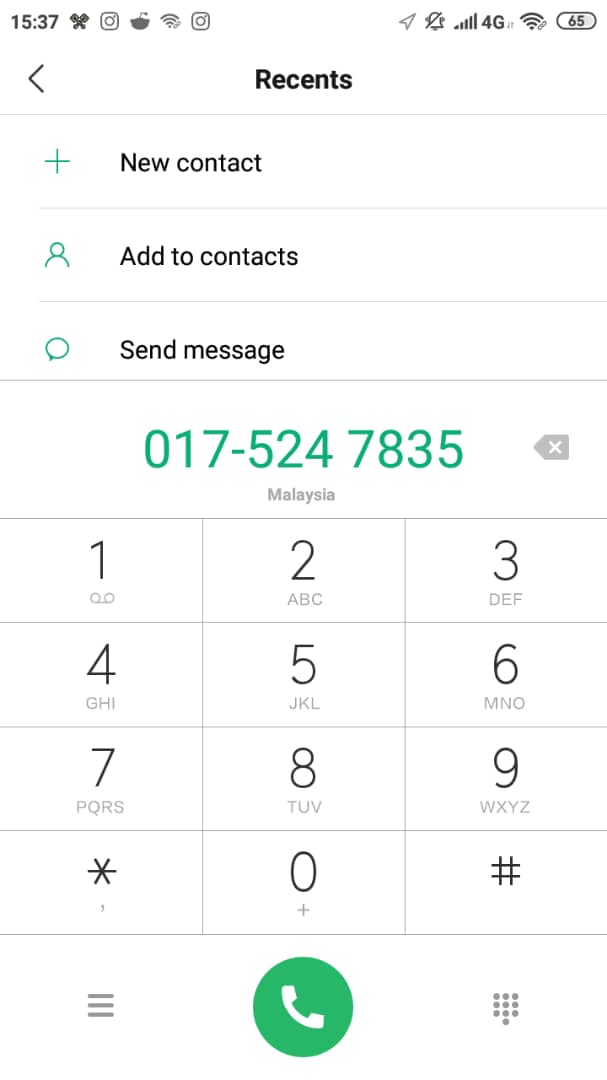 15:37 4G 65
Recents
New contact
Add to contacts
Send message
017-524 7835
Malaysia
1 2 3
ABC DEF
4 5 6
GHI JKL MNO
7 8 9
PQRS TUV WXYZ
* 0 #
, +